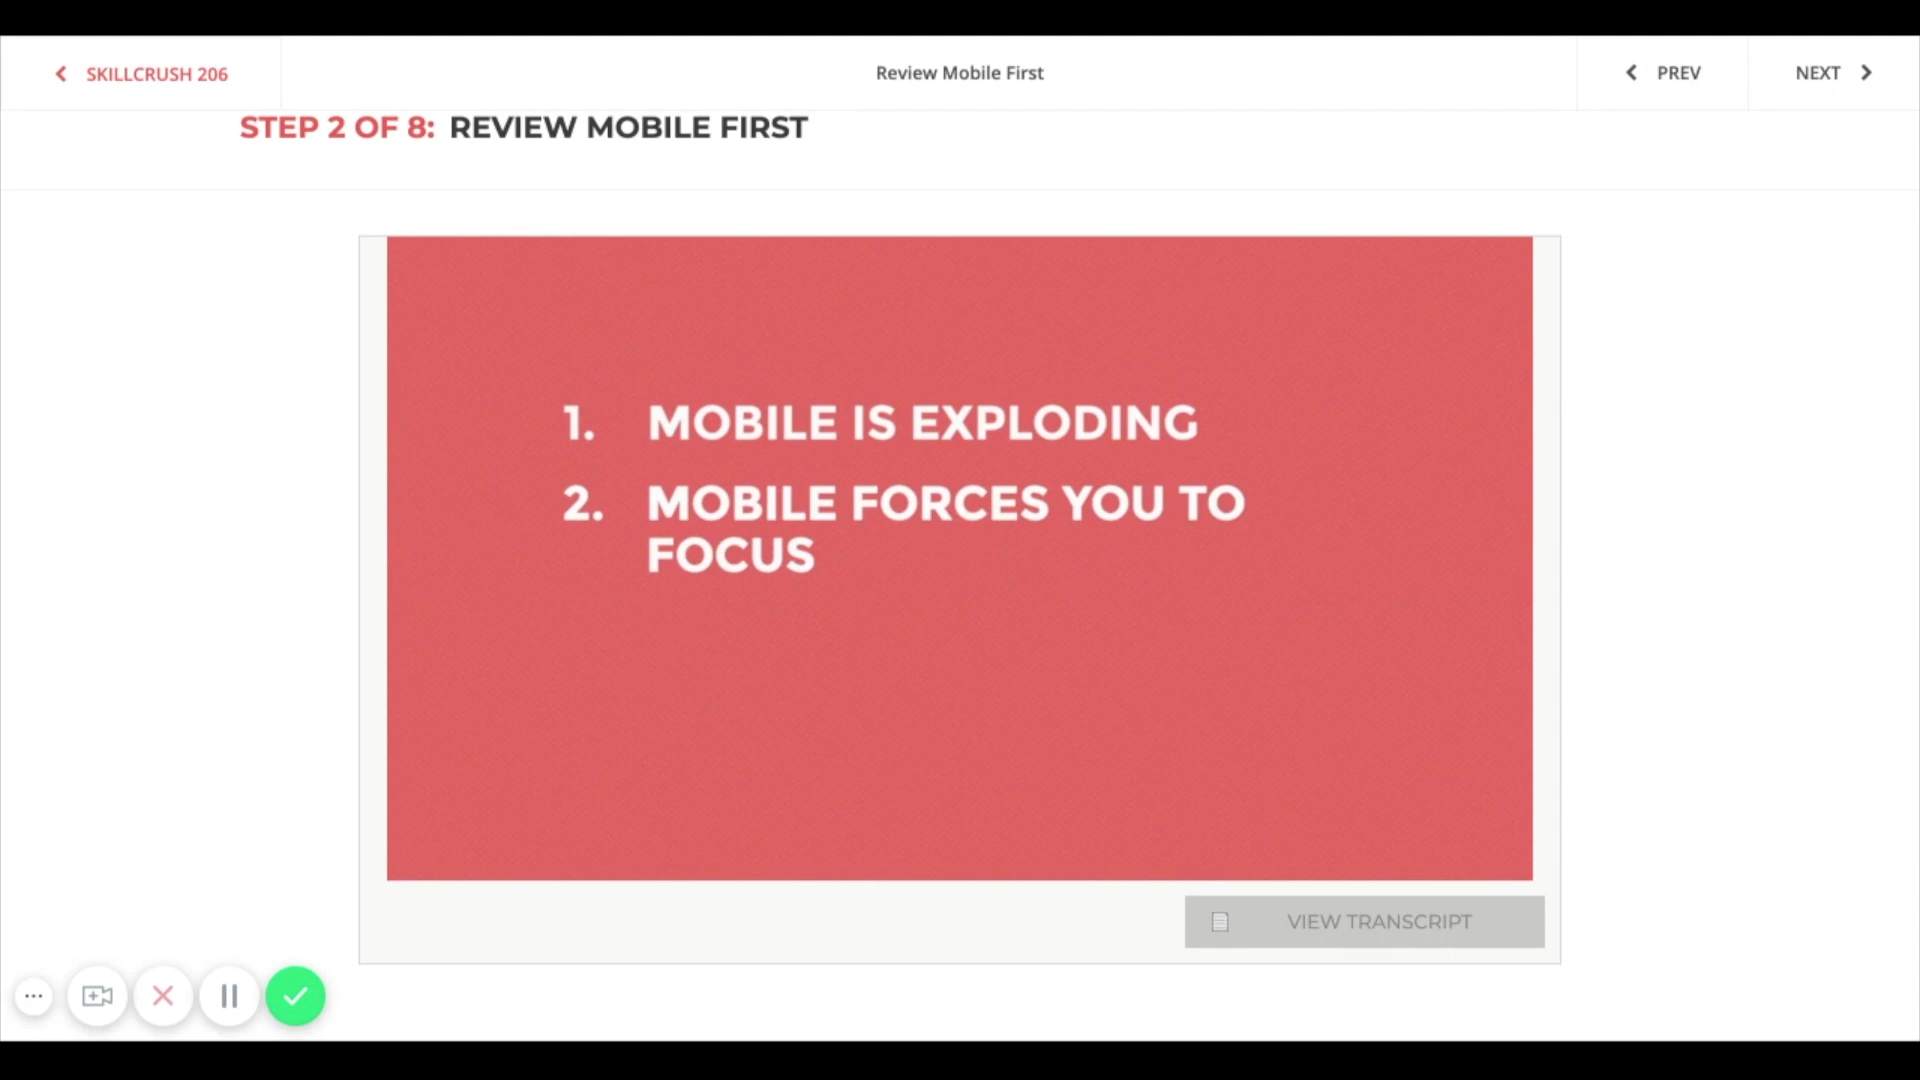 SKILLCRUSH 206
Review Mobile First
PREV
NEXT
STEP 2 OF 8: REVIEW MOBILE FIRST
1. MOBILE IS EXPLODING
2. MOBILE FORCES YOU TO
FOCUS
VIEW TRANSCRIPT